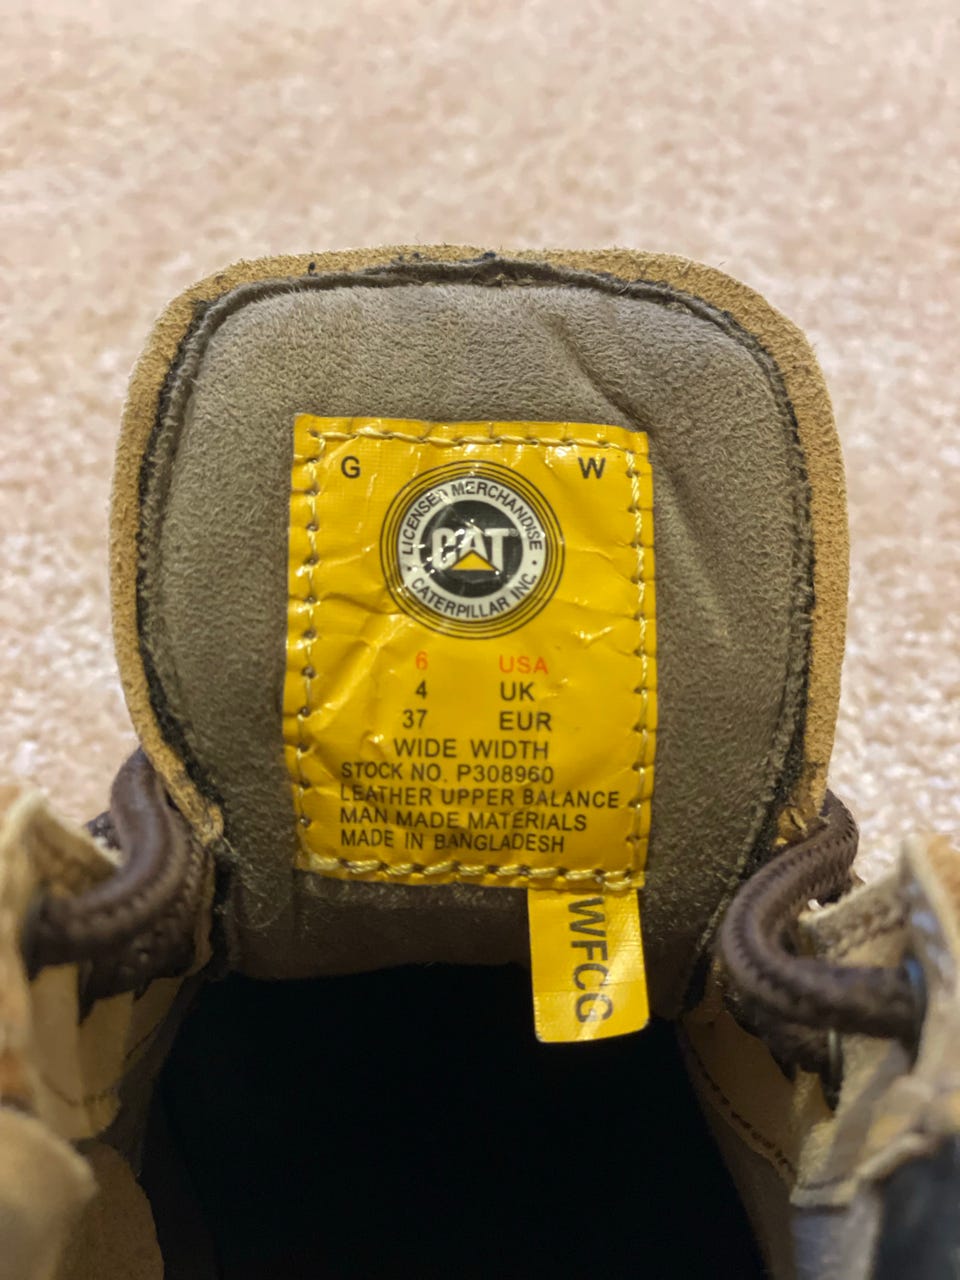 G W
LICENSED MERCHANDISE
CAT
CATERPILLAR INC.
6 USA
4 UK
37 EUR
WIDE WIDTH
STOCK NO. P308960
LEATHER UPPER BALANCE
MAN MADE MATERIALS
MADE IN BANGLADESH
WFCG